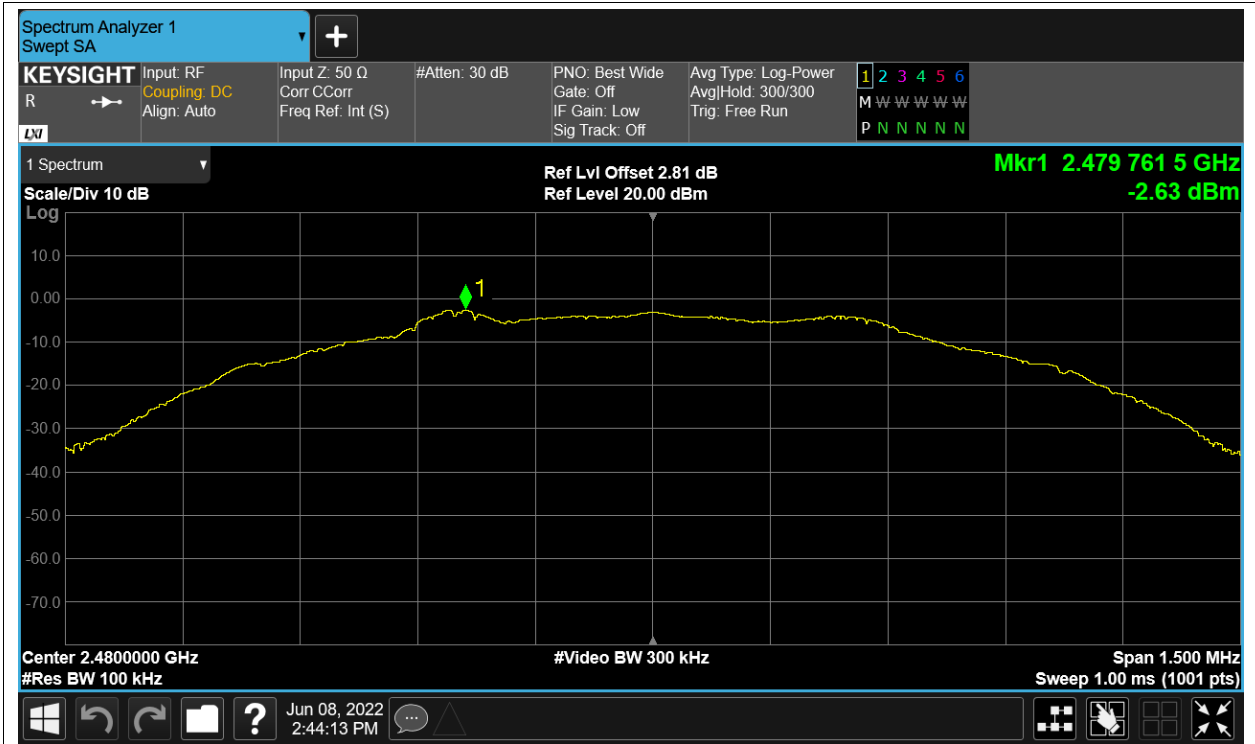 Spectrum Analyzer 1
Swept SA
KEYSIGHT
R
LXI
Input: RF
Coupling: DC
Align: Auto
Input Z: 50 Ω
Corr CCorr
Freq Ref: Int (S)
#Atten: 30 dB
PNO: Best Wide
Gate: Off
IF Gain: Low
Sig Track: Off
Avg Type: Log-Power
Avg|Hold: 300/300
Trig: Free Run
1 2 3 4 5 6
M W W W W W W
P N N N N N
1 Spectrum
Scale/Div 10 dB
Log
Ref Lvl Offset 2.81 dB
Ref Level 20.00 dBm
Mkr1 2.479 761 5 GHz
-2.63 dBm
1
10.0
0.00
-10.0
-20.0
-30.0
-40.0
-50.0
-60.0
-70.0
Center 2.4800000 GHz
#Res BW 100 kHz
#Video BW 300 kHz
Span 1.500 MHz
Sweep 1.00 ms (1001 pts)
?
Jun 08, 2022
2:44:13 PM